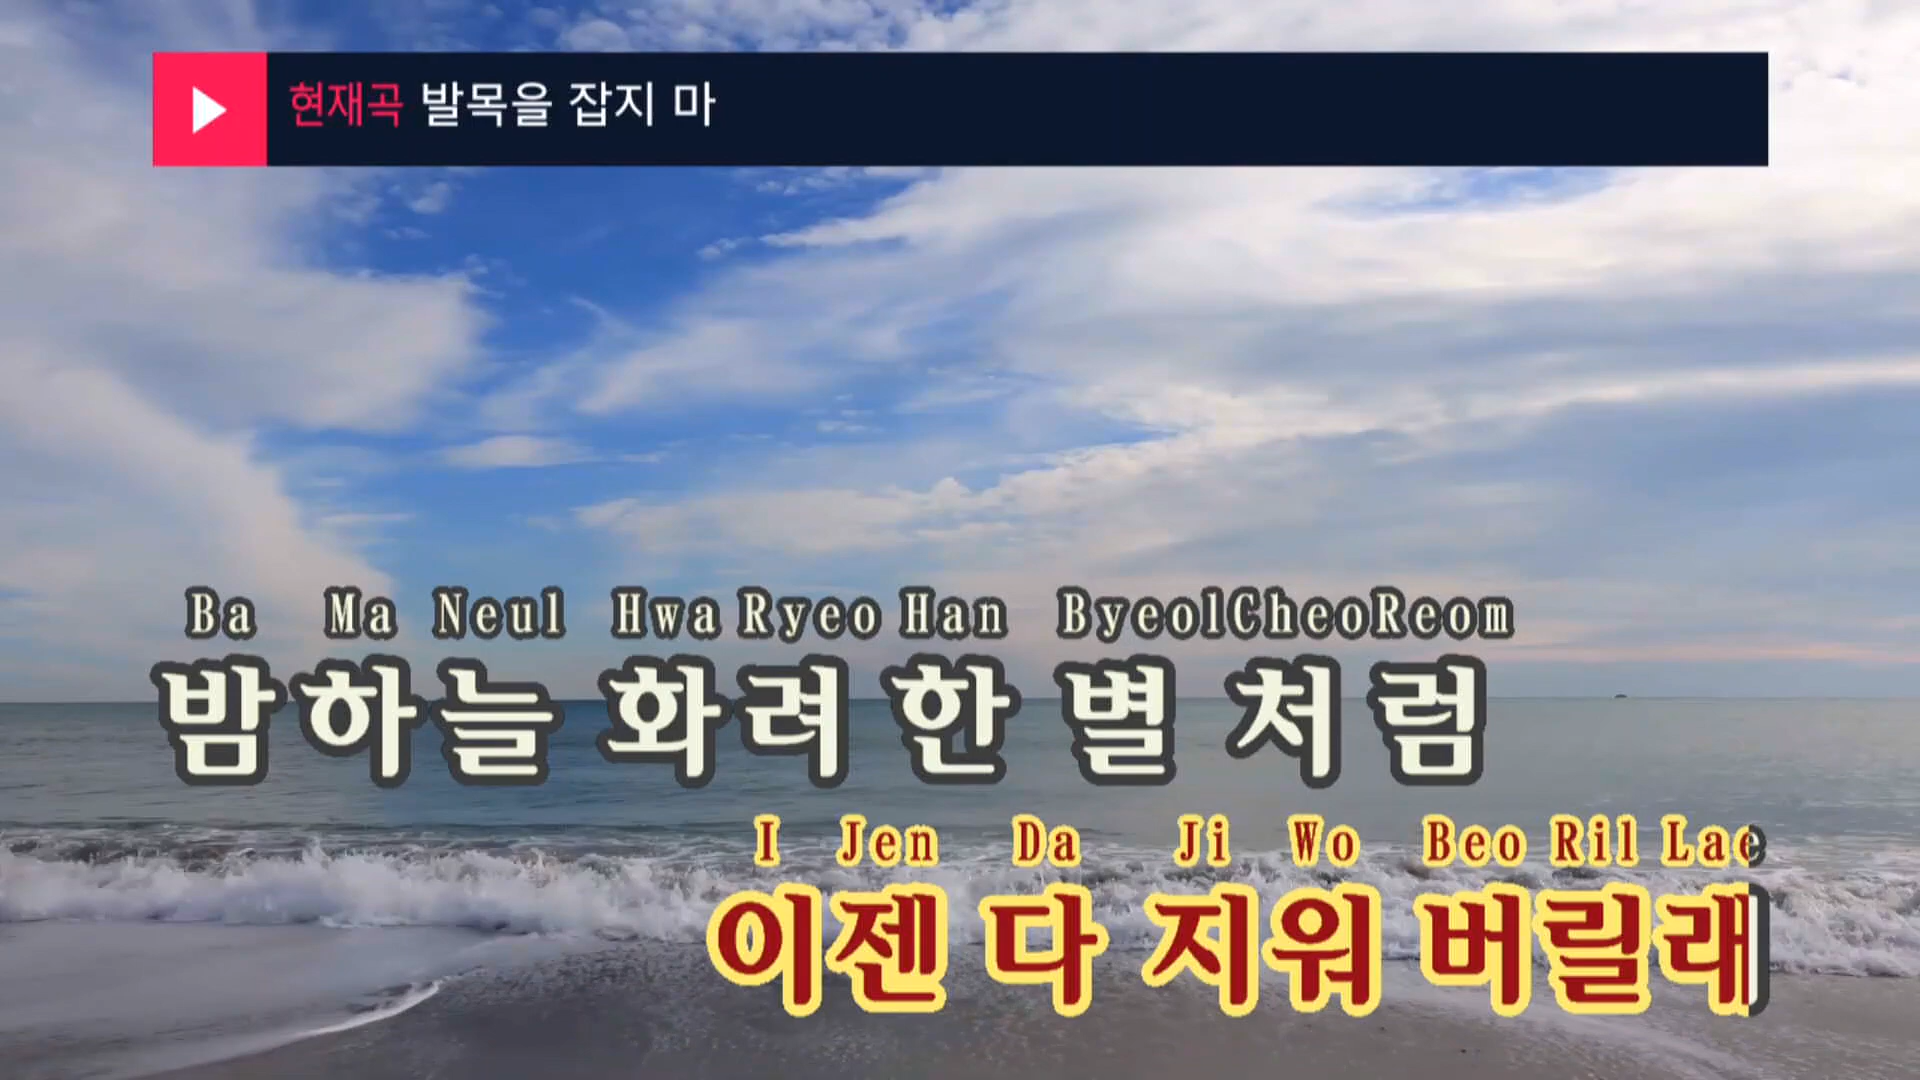 현재곡 발목을 잡지 마
Ba Ma Neul Hwa Ryeo Han ByeolCheoReom
밤하늘 화려한 별처럼
I Jen Da Ji Wo Beo Ril Lae
이젠 다 지워 버릴래